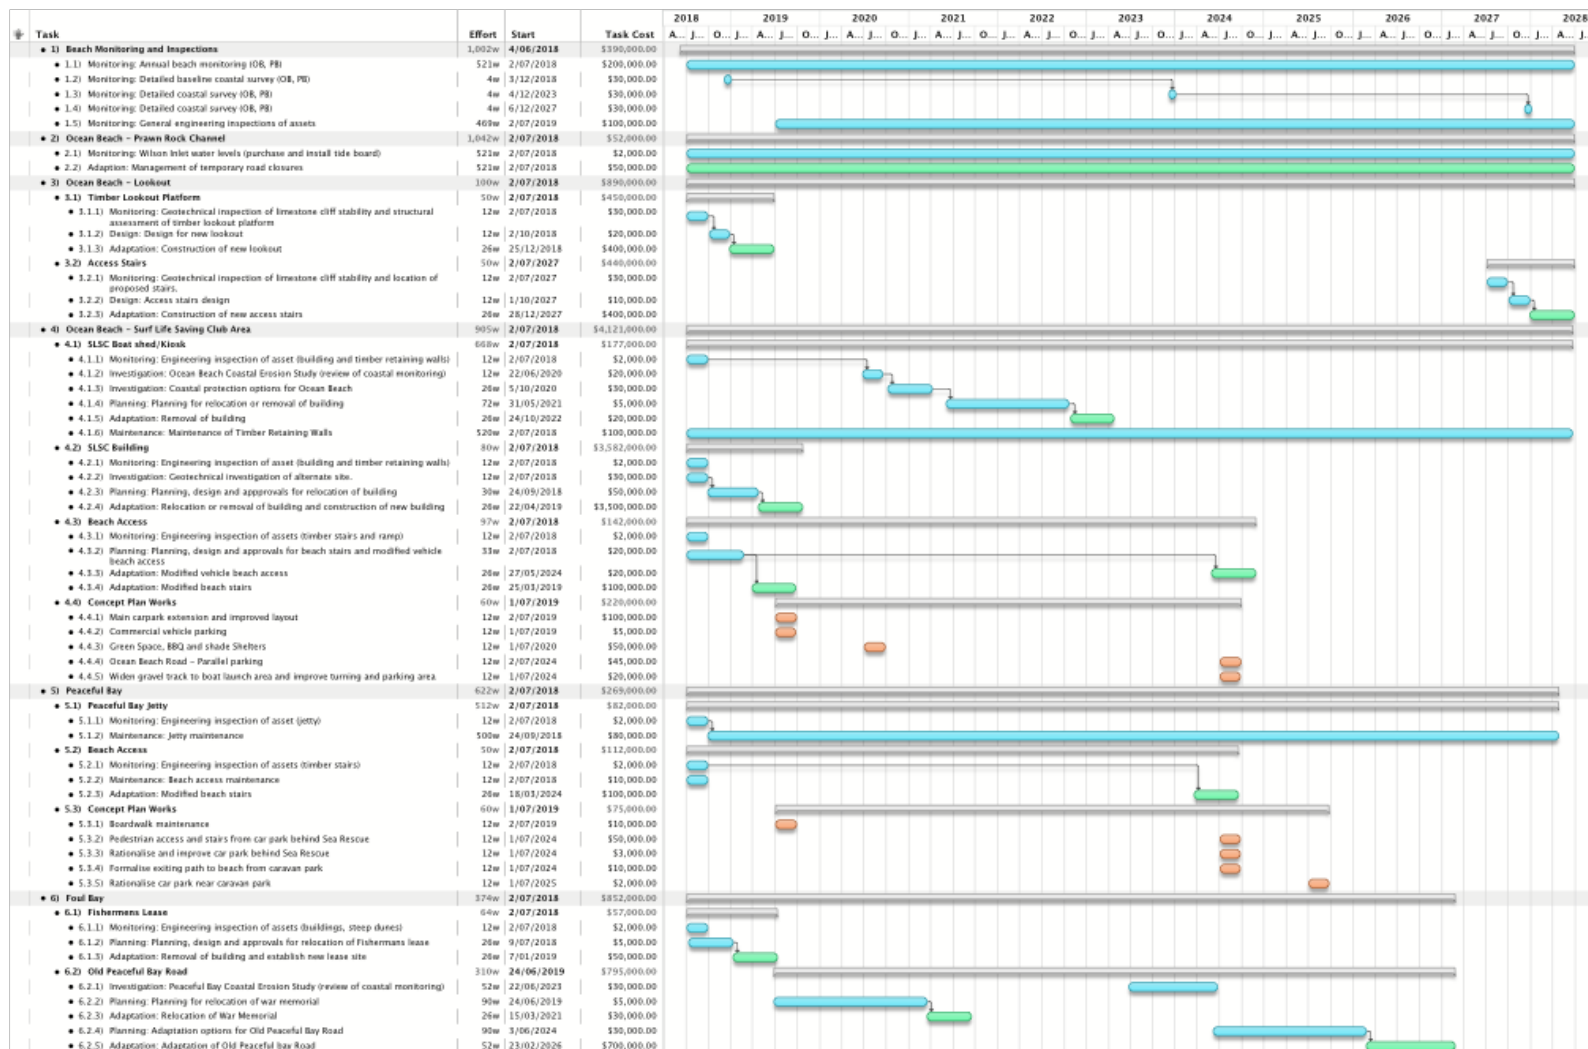 2018 2019 2020 2021 2022 2023 2024 2025 2026 2027 2028
Task Effort Start Task Cost A... J... O... J... A... J... O... J... A... J... O... J... A... J... O... J... A... J... O... J... A... J... O... J... A... J... O... J... A... J... O... J... A... J... O... J... A... J... O... J... A... J...
1) Beach Monitoring and Inspections 1,002w 4/06/2018 $390,000.00
1.1) Monitoring: Annual beach monitoring (OB, PB) 521w 2/07/2018 $200,000.00
1.2) Monitoring: Detailed baseline coastal survey (OB, PB) 4w 3/12/2018 $30,000.00
1.3) Monitoring: Detailed coastal survey (OB, PB) 4w 4/12/2023 $30,000.00
1.4) Monitoring: Detailed coastal survey (OB, PB) 4w 6/12/2027 $30,000.00
1.5) Monitoring: General engineering inspections of assets 469w 2/07/2019 $100,000.00
2) Ocean Beach - Prawn Rock Channel 1,042w 2/07/2018 $52,000.00
2.1) Monitoring: Wilson Inlet water levels (purchase and install tide board) 521w 2/07/2018 $2,000.00
2.2) Adaption: Management of temporary road closures 521w 2/07/2018 $50,000.00
3) Ocean Beach - Lookout 100w 2/07/2018 $890,000.00
3.1) Timber Lookout Platform 50w 2/07/2018 $450,000.00
3.1.1) Monitoring: Geotechnical inspection of limestone cliff stability and structural 12w 2/07/2018 $30,000.00
assessment of timber lookout platform
3.1.2) Design: Design for new lookout 12w 2/10/2018 $20,000.00
3.1.3) Adaptation: Construction of new lookout 26w 25/12/2018 $400,000.00
3.2) Access Stairs 50w 2/07/2027 $440,000.00
3.2.1) Monitoring: Geotechnical inspection of limestone cliff stability and location of 12w 2/07/2027 $30,000.00
proposed stairs.
3.2.2) Design: Access stairs design 12w 1/10/2027 $10,000.00
3.2.3) Adaptation: Construction of new access stairs 26w 28/12/2027 $400,000.00
4) Ocean Beach - Surf Life Saving Club Area 905w 2/07/2018 $4,121,000.00
4.1) SLSC Boat shed/Kiosk 668w 2/07/2018 $177,000.00
4.1.1) Monitoring: Engineering inspection of asset (building and timber retaining walls) 12w 2/07/2018 $2,000.00
4.1.2) Investigation: Ocean Beach Coastal Erosion Study (review of coastal monitoring) 12w 22/06/2020 $20,000.00
4.1.3) Investigation: Coastal protection options for Ocean Beach 26w 5/10/2020 $30,000.00
4.1.4) Planning: Planning for relocation or removal of building 72w 31/05/2021 $5,000.00
4.1.5) Adaptation: Removal of building 26w 24/10/2022 $20,000.00
4.1.6) Maintenance: Maintenance of Timber Retaining Walls 520w 2/07/2018 $100,000.00
4.2) SLSC Building 80w 2/07/2018 $3,582,000.00
4.2.1) Monitoring: Engineering inspection of asset (building and timber retaining walls) 12w 2/07/2018 $2,000.00
4.2.2) Investigation: Geotechnical investigation of alternate site. 12w 2/07/2018 $30,000.00
4.2.3) Planning: Planning, design and appprovals for relocation of building 30w 24/09/2018 $50,000.00
4.2.4) Adaptation: Relocation or removal of building and construction of new building 26w 22/04/2019 $3,500,000.00
4.3) Beach Access 97w 2/07/2018 $142,000.00
4.3.1) Monitoring: Engineering inspection of assets (timber stairs and ramp) 12w 2/07/2018 $2,000.00
4.3.2) Planning: Planning, design and approvals for beach stairs and modified vehicle 33w 2/07/2018 $20,000.00
beach access
4.3.3) Adaptation: Modified vehicle beach access 26w 27/05/2024 $20,000.00
4.3.4) Adaptation: Modified beach stairs 26w 25/03/2019 $100,000.00
4.4) Concept Plan Works 60w 1/07/2019 $220,000.00
4.4.1) Main carpark extension and improved layout 12w 2/07/2019 $100,000.00
4.4.2) Commercial vehicle parking 12w 1/07/2019 $5,000.00
4.4.3) Green Space, BBQ and shade Shelters 12w 1/07/2020 $50,000.00
4.4.4) Ocean Beach Road - Parallel parking 12w 2/07/2024 $45,000.00
4.4.5) Widen gravel track to boat launch area and improve turning and parking area 12w 1/07/2024 $20,000.00
5) Peaceful Bay 622w 2/07/2018 $269,000.00
5.1) Peaceful Bay Jetty 512w 2/07/2018 $82,000.00
5.1.1) Monitoring: Engineering inspection of asset (jetty) 12w 2/07/2018 $2,000.00
5.1.2) Maintenance: Jetty maintenance 500w 24/09/2018 $80,000.00
5.2) Beach Access 50w 2/07/2018 $112,000.00
5.2.1) Monitoring: Engineering inspection of assets (timber stairs) 12w 2/07/2018 $2,000.00
5.2.2) Maintenance: Beach access maintenance 12w 2/07/2018 $10,000.00
5.2.3) Adaptation: Modified beach stairs 26w 18/03/2024 $100,000.00
5.3) Concept Plan Works 60w 1/07/2019 $75,000.00
5.3.1) Boardwalk maintenance 12w 2/07/2019 $10,000.00
5.3.2) Pedestrian access and stairs from car park behind Sea Rescue 12w 1/07/2024 $50,000.00
5.3.3) Rationalise and improve car park behind Sea Rescue 12w 1/07/2024 $3,000.00
5.3.4) Formalise exiting path to beach from caravan park 12w 1/07/2024 $10,000.00
5.3.5) Rationalise car park near caravan park 12w 1/07/2025 $2,000.00
6) Foul Bay 374w 2/07/2018 $852,000.00
6.1) Fishermens Lease 64w 2/07/2018 $57,000.00
6.1.1) Monitoring: Engineering inspection of assets (buildings, steep dunes) 12w 2/07/2018 $2,000.00
6.1.2) Planning: Planning, design and approvals for relocation of Fishermans lease 26w 9/07/2018 $5,000.00
6.1.3) Adaptation: Removal of building and establish new lease site 26w 7/01/2019 $50,000.00
6.2) Old Peaceful Bay Road 310w 24/06/2019 $795,000.00
6.2.1) Investigation: Peaceful Bay Coastal Erosion Study (review of coastal monitoring) 52w 22/06/2023 $30,000.00
6.2.2) Planning: Planning for relocation of war memorial 90w 24/06/2019 $5,000.00
6.2.3) Adaptation: Relocation of War Memorial 26w 15/03/2021 $30,000.00
6.2.4) Planning: Adaptation options for Old Peaceful Bay Road 90w 3/06/2024 $30,000.00
6.2.5) Adaptation: Adaptation of Old Peaceful bay Road 52w 23/02/2026 $700,000.00